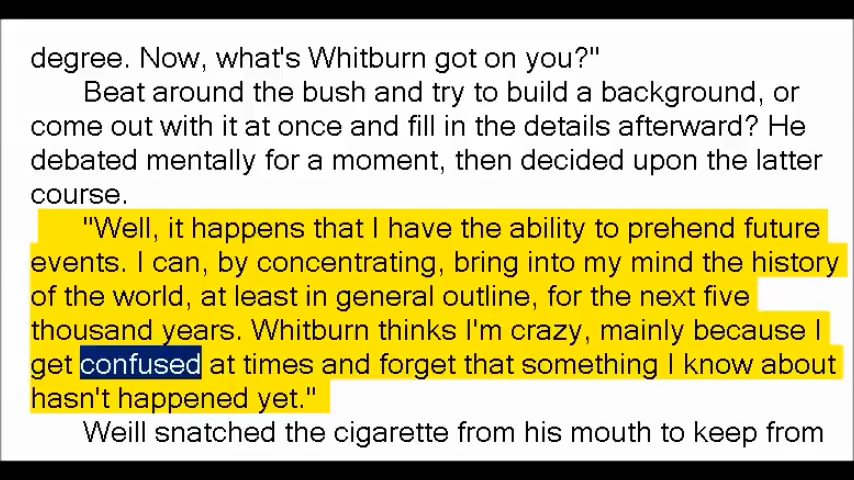 degree. Now, what's Whitburn got on you?"
Beat around the bush and try to build a background, or
come out with it at once and fill in the details afterward? He
debated mentally for a moment, then decided upon the latter
course.
"Well, it happens that I have the ability to prehend future
events. I can, by concentrating, bring into my mind the history
of the world, at least in general outline, for the next five
thousand years. Whitburn thinks I'm crazy, mainly because I
get confused at times and forget that something I know about
hasn't happened yet."
Weill snatched the cigarette from his mouth to keep from